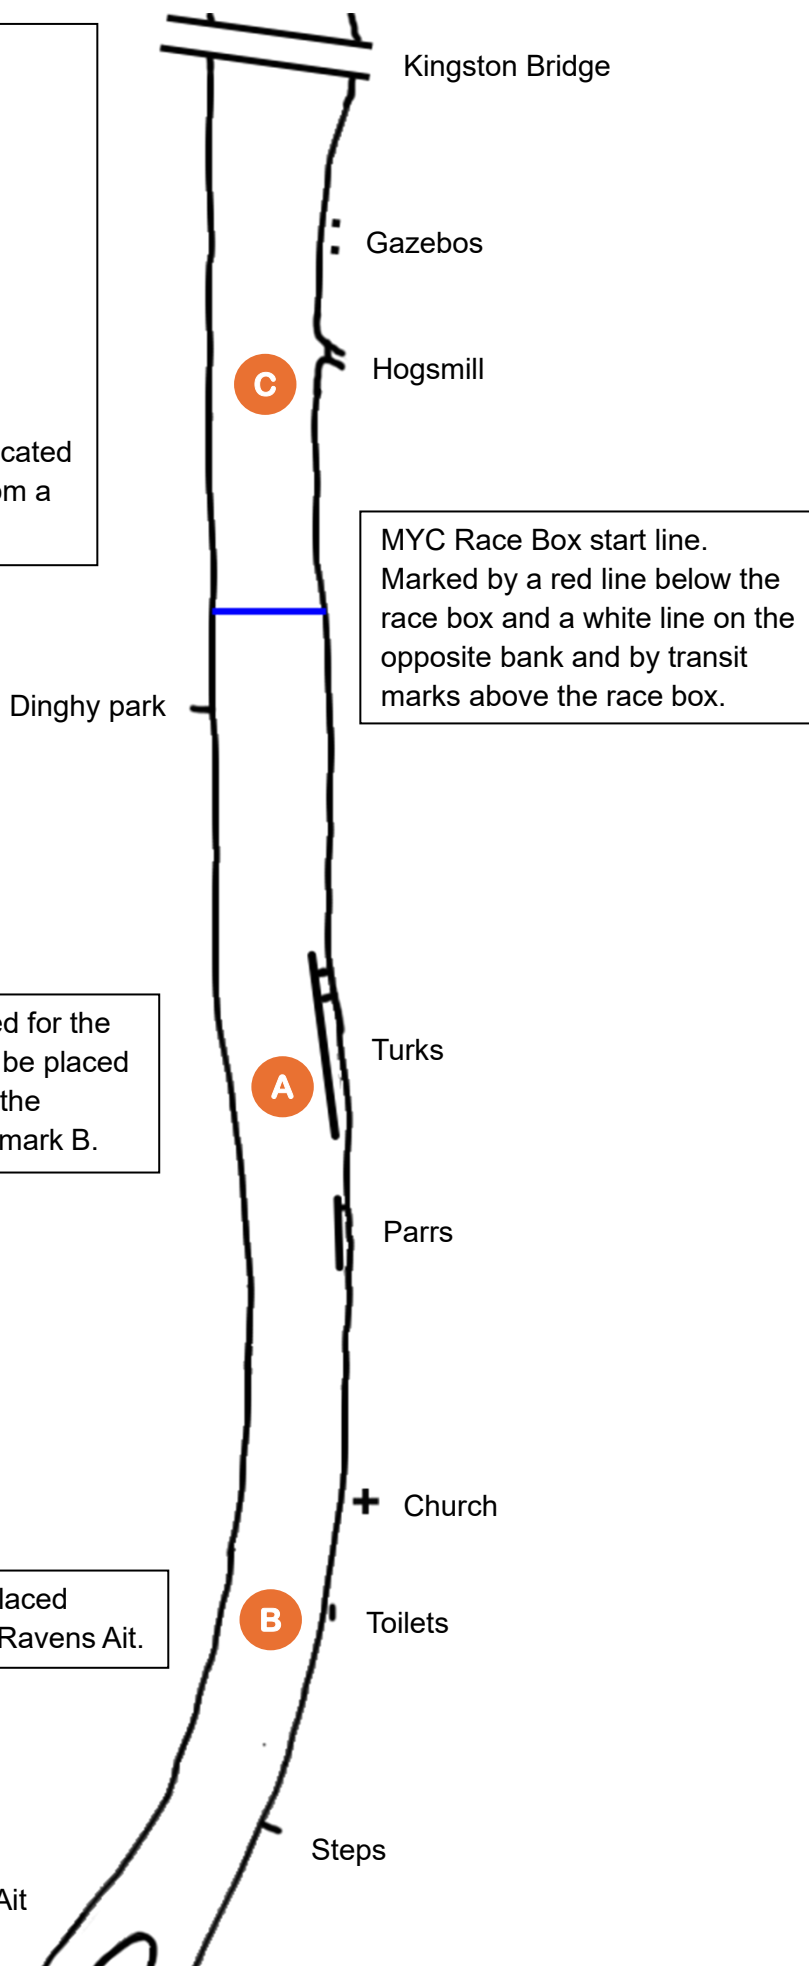 Kingston Bridge
Gazebos
Hogsmill
C
cated
om a
MYC Race Box start line.
Marked by a red line below the
race box and a white line on the
opposite bank and by transit
marks above the race box.
Dinghy park
ed for the
be placed
the
mark B.
Turks
A
Parrs
Church
laced
Ravens Ait.
B
Toilets
Steps
Ait